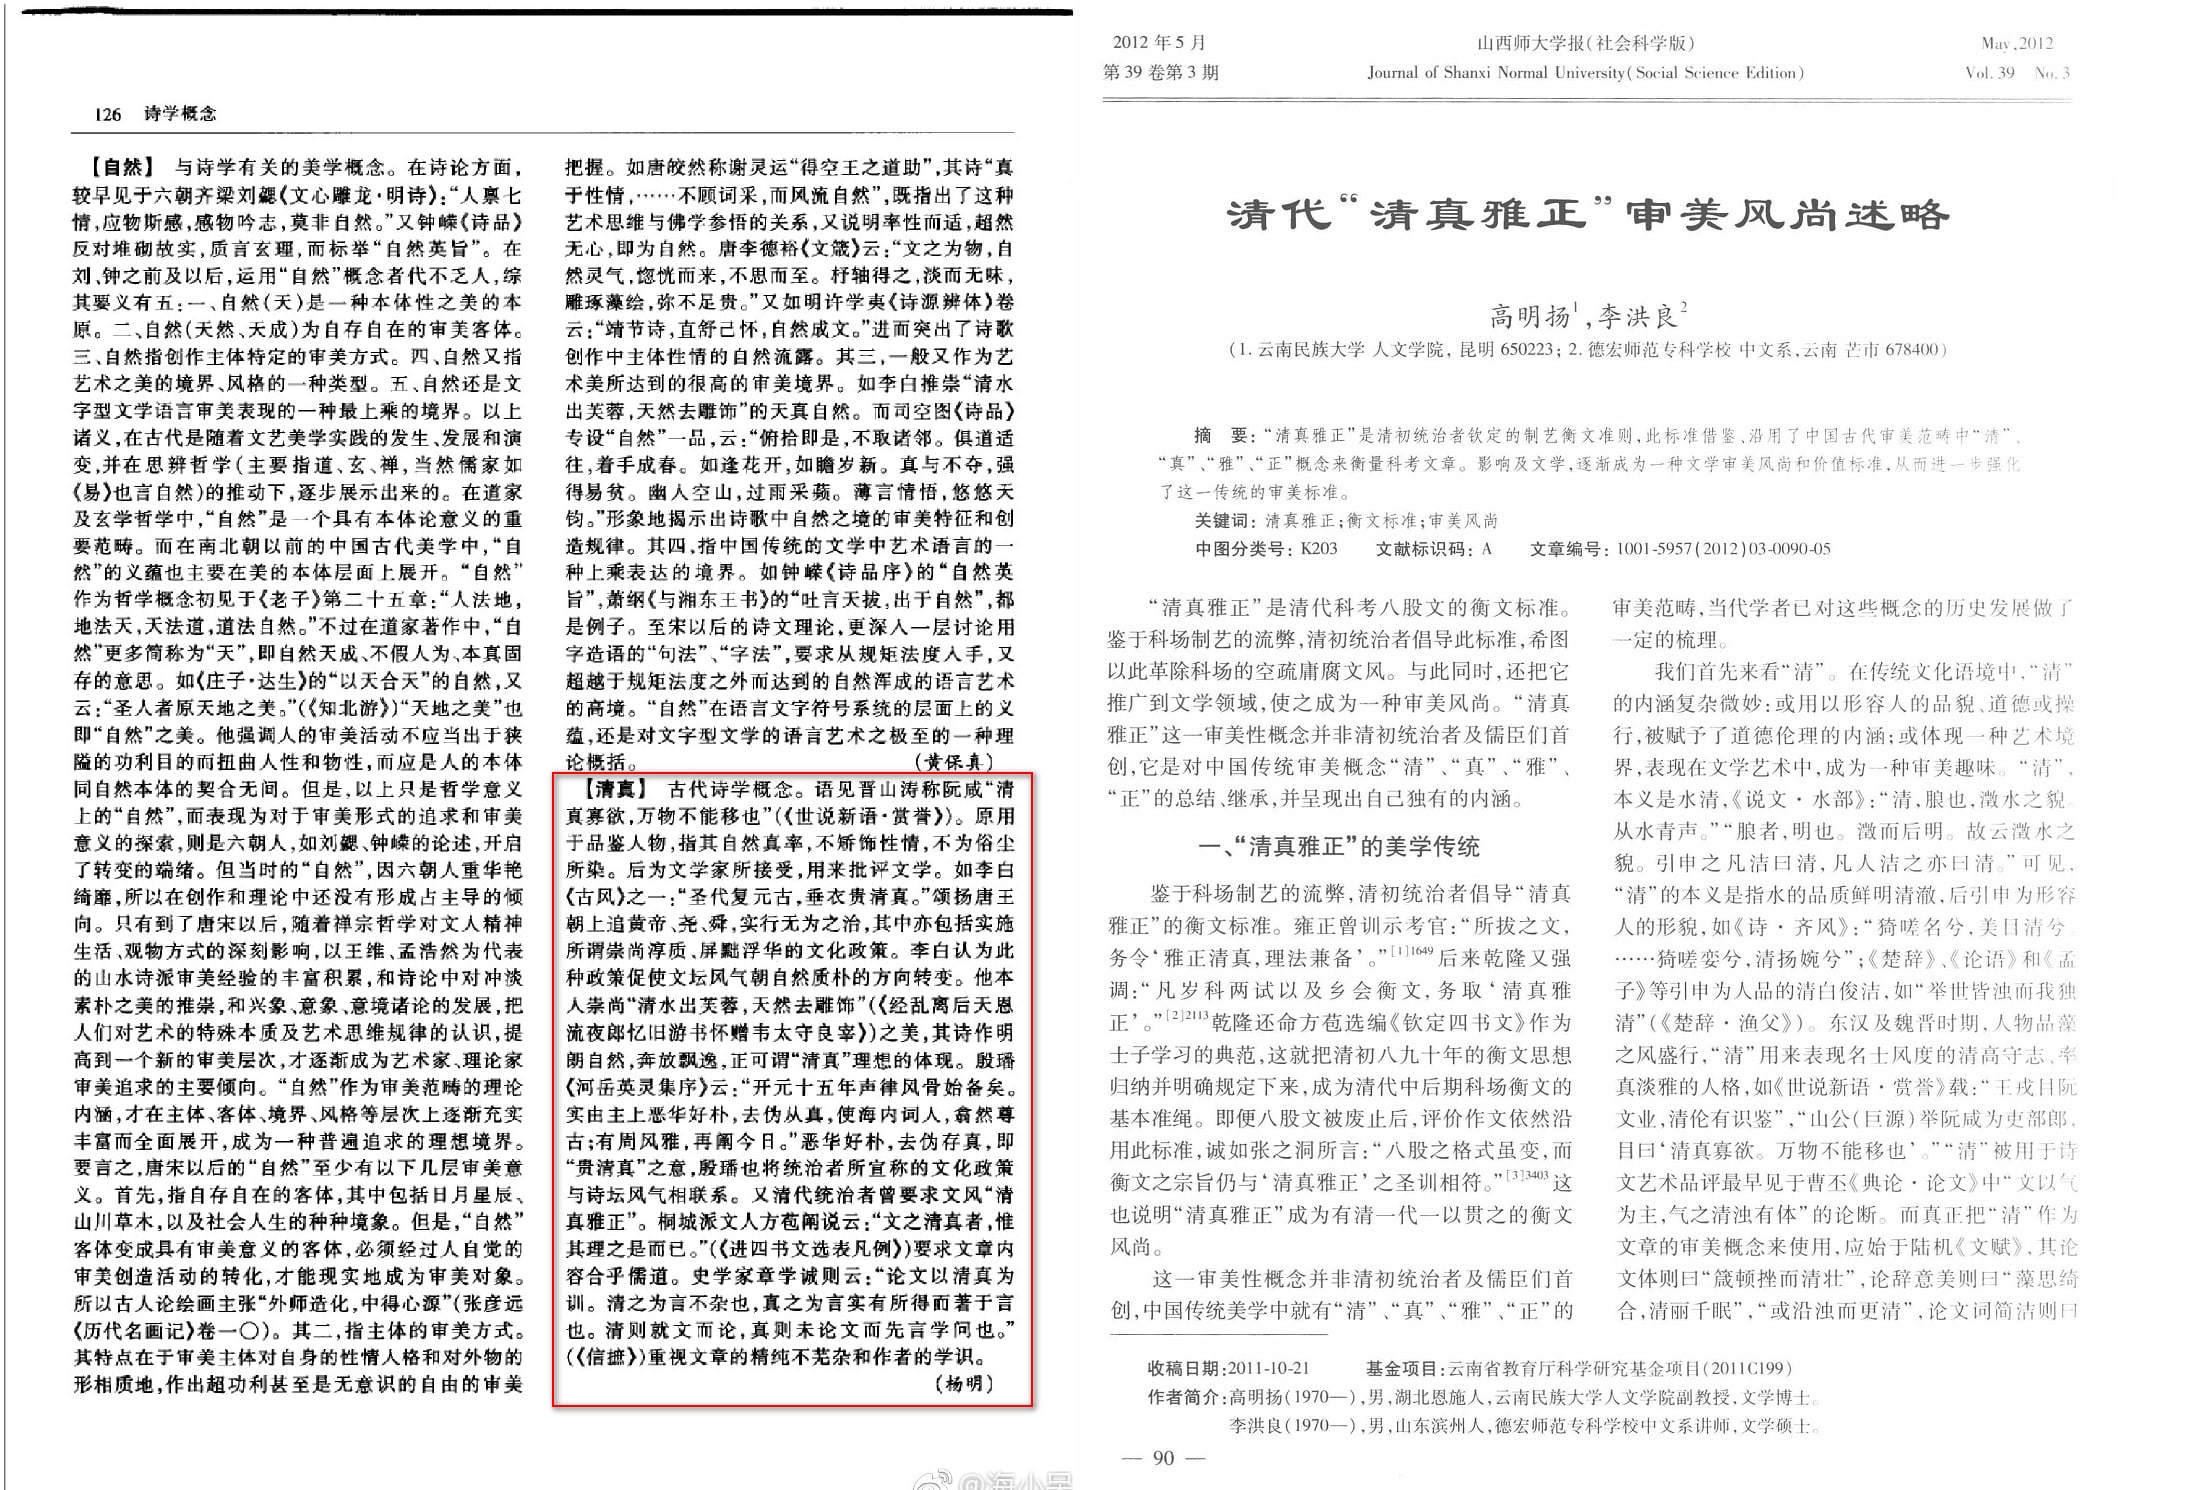 126 诗学概念
【自然】 与诗学有关的美学概念。在诗论方面，
较早见于六朝齐梁刘勰《文心雕龙·明诗》：“人禀七
情，应物斯感，感物吟志，莫非自然。”又钟嵘《诗品》
反对堆砌故实，质言玄理，而标举“自然英旨”。在
刘、钟之前及以后，运用“自然”概念者代不乏人，综
其要义有五：一、自然（天）是一种本体性之美的本
原。二、自然（天然、天成）为自存自在的审美客体。
三、自然指创作主体特定的审美方式。四、自然又指
艺术之美的境界、风格的一种类型。五、自然还是文
字型文学语言审美表现的一种最上乘的境界。以上
诸义，在古代是随着文艺美学实践的发生、发展和演
变，并在思辨哲学（主要指道、玄、禅，当然儒家如
《易》也言自然）的推动下，逐步展示出来的。在道家
及玄学哲学中，“自然”是一个具有本体论意义的重
要范畴。而在南北朝以前的中国古代美学中，“自
然”的义蕴也主要在美的本体层面上展开。“自然”
作为哲学概念初见于《老子》第二十五章：“人法地，
地法天，天法道，道法自然。”不过在道家著作中，“自
然”更多简称为“天”，即自然天成、不假人为、本真固
存的意思。如《庄子·达生》的“以天合天”的自然，又
云：“圣人者原天地之美。”（《知北游》）“天地之美”也
即“自然”之美。他强调人的审美活动不应当出于狭
隘的功利目的而扭曲人性和物性，而应是人的本体
同自然本体的契合无间。但是，以上只是哲学意义
上的“自然”，而表现为对于审美形式的追求和审美
意义的探索，则是六朝人，如刘勰、钟嵘的论述，开启
了转变的端绪。但当时的“自然”，因六朝人重华艳
绮靡，所以在创作和理论中还没有形成占主导的倾
向。只有到了唐宋以后，随着禅宗哲学对文人精神
生活、观物方式的深刻影响，以王维、孟浩然为代表
的山水诗派审美经验的丰富积累，和诗论中对冲淡
素朴之美的推崇，和兴象、意象、意境诸论的发展，把
人们对艺术的特殊本质及艺术思维规律的认识，提
高到一个新的审美层次，才逐渐成为艺术家、理论家
审美追求的主要倾向。“自然”作为审美范畴的理论
内涵，才在主体、客体、境界、风格等层次上逐渐充实
丰富而全面展开，成为一种普遍追求的理想境界。
要言之，唐宋以后的“自然”至少有以下几层审美意
义。首先，指自存自在的客体，其中包括日月星辰、
山川草木，以及社会人生的种种境象。但是，“自然”
客体变成具有审美意义的客体，必须经过人自觉的
审美创造活动的转化，才能现实地成为审美对象。
所以古人论绘画主张“外师造化，中得心源”（张彦远
《历代名画记》卷一〇）。其二，指主体的审美方式。
其特点在于审美主体对自身的性情人格和对外物的
形相质地，作出超功利甚至是无意识的自由的审美
把握。如唐皎然称谢灵运“得空王之道助”，其诗“真
于性情，……不顾词采，而风流自然”，既指出了这种
艺术思维与佛学参悟的关系，又说明率性而适，超然
无心，即为自然。唐李德裕《文箴》云：“文之为物，自
然灵气，惚恍而来，不思而至。杼轴得之，淡而无味，
雕琢藻绘，弥不足贵。”又如明许学夷《诗源辨体》卷
云：“靖节诗，直舒己怀，自然成文。”进而突出了诗歌
创作中主体性情的自然流露。其三，一般又作为艺
术美所达到的很高的审美境界。如李白推崇“清水
出芙蓉，天然去雕饰”的天真自然。而司空图《诗品》
专设“自然”一品，云：“俯拾即是，不取诸邻。俱道适
往，着手成春。如逢花开，如瞻岁新。真与不夺，强
得易贫。幽人空山，过雨采蘋。薄言情悟，悠悠天
钧。”形象地揭示出诗歌中自然之境的审美特征和创
造规律。其四，指中国传统的文学中艺术语言的一
种上乘表达的境界。如钟嵘《诗品序》的“自然英
旨”，萧纲《与湘东王书》的“吐言天拔，出于自然”，都
是例子。至宋以后的诗文理论，更深入一层讨论用
字造语的“句法”、“字法”，要求从规矩法度入手，又
超越于规矩法度之外而达到的自然浑成的语言艺术
的高境。“自然”在语言文字符号系统的层面上的义
蕴，还是对文字型文学的语言艺术之极至的一种理
论概括。 （黄保真）
【清真】 古代诗学概念。语见晋山涛称阮咸“清
真寡欲，万物不能移也”（《世说新语·赏誉》）。原用
于品鉴人物，指其自然真率，不矫饰性情，不为俗尘
所染。后为文学家所接受，用来批评文学。如李白
《古风》之一：“圣代复元古，垂衣贵清真。”颂扬唐王
朝上追黄帝、尧、舜，实行无为之治，其中亦包括实施
所谓崇尚淳质、屏黜浮华的文化政策。李白认为此
种政策促使文坛风气朝自然质朴的方向转变。他本
人崇尚“清水出芙蓉，天然去雕饰”（《经乱离后天恩
流夜郎忆旧游书怀赠韦太守良宰》）之美，其诗作明
朗自然，奔放飘逸，正可谓“清真”理想的体现。殷璠
《河岳英灵集序》云：“开元十五年声律风骨始备矣。
实由主上恶华好朴，去伪从真，使海内词人，翕然尊
古；有周风雅，再阐今日。”恶华好朴，去伪存真，即
“贵清真”之意，殷璠也将统治者所宣称的文化政策
与诗坛风气相联系。又清代统治者曾要求文风“清
真雅正”。桐城派文人方苞阐说云：“文之清真者，惟
其理之是而已。”（《进四书文选表凡例》）要求文章内
容合乎儒道。史学家章学诚则云：“论文以清真为
训。清之为言不杂也，真之为言实有所得而著于言
也。清则就文而论，真则未论文而先言学问也。”
（《信摭》）重视文章的精纯不芜杂和作者的学识。
（杨明）
@海小呆
2012 年 5 月
第 39 卷第 3 期
山西师大学报（社会科学版）
Journal of Shanxi Normal University(Social Science Edition)
May,2012
Vol.39 No.3
清代“清真雅正”审美风尚述略
高明扬1，李洪良2
（1.云南民族大学 人文学院，昆明 650223；2.德宏师范专科学校 中文系，云南 芒市 678400）
摘 要：“清真雅正”是清初统治者钦定的制艺衡文准则，此标准借鉴、沿用了中国古代审美范畴中“清”、
“真”、“雅”、“正”概念来衡量科考文章。影响及文学，逐渐成为一种文学审美风尚和价值标准，从而进一步强化
了这一传统的审美标准。
关键词：清真雅正；衡文标准；审美风尚
中图分类号：K203 文献标识码：A 文章编号：1001-5957(2012)03-0090-05
“清真雅正”是清代科考八股文的衡文标准。
鉴于科场制艺的流弊，清初统治者倡导此标准，希图
以此革除科场的空疏庸腐文风。与此同时，还把它
推广到文学领域，使之成为一种审美风尚。“清真
雅正”这一审美性概念并非清初统治者及儒臣们首
创，它是对中国传统审美概念“清”、“真”、“雅”、
“正”的总结、继承，并呈现出自己独有的内涵。
一、“清真雅正”的美学传统
鉴于科场制艺的流弊，清初统治者倡导“清真
雅正”的衡文标准。雍正曾训示考官：“所拔之文，
务令‘雅正清真，理法兼备’。”[1]1649后来乾隆又强
调：“凡岁科两试以及乡会衡文，务取‘清真雅
正’。”[2]2113乾隆还命方苞选编《钦定四书文》作为
士子学习的典范，这就把清初八九十年的衡文思想
归纳并明确规定下来，成为清代中后期科场衡文的
基本准绳。即便八股文被废止后，评价作文依然沿
用此标准，诚如张之洞所言：“八股之格式虽变，而
衡文之宗旨仍与‘清真雅正’之圣训相符。”[3]3403这
也说明“清真雅正”成为有清一代一以贯之的衡文
风尚。
这一审美性概念并非清初统治者及儒臣们首
创，中国传统美学中就有“清”、“真”、“雅”、“正”的
审美范畴，当代学者已对这些概念的历史发展做了
一定的梳理。
我们首先来看“清”。在传统文化语境中，“清”
的内涵复杂微妙：或用以形容人的品貌、道德或操
行，被赋予了道德伦理的内涵；或体现一种艺术境
界，表现在文学艺术中，成为一种审美趣味。“清”，
本义是水清，《说文·水部》：“清，朖也，澂水之貌。
从水青声。”“朖者，明也。澂而后明。故云澂水之
貌。引申之凡洁曰清，凡人洁之亦曰清。”可见，
“清”的本义是指水的品质鲜明清澈，后引申为形容
人的形貌，如《诗·齐风》：“猗嗟名兮，美目清兮。
……猗嗟娈兮，清扬婉兮”；《楚辞》、《论语》和《孟
子》等引申为人品的清白俊洁，如“举世皆浊而我独
清”（《楚辞·渔父》）。东汉及魏晋时期，人物品藻
之风盛行，“清”用来表现名士风度的清高守志、率
真淡雅的人格，如《世说新语·赏誉》载：“王戎目阮
文业，清伦有识鉴”，“山公（巨源）举阮咸为吏部郎，
目曰‘清真寡欲。万物不能移也’。”“清”被用于诗
文艺术品评最早见于曹丕《典论·论文》中“文以气
为主，气之清浊有体”的论断。而真正把“清”作为
文章的审美概念来使用，应始于陆机《文赋》，其论
文体则曰“箴顿挫而清壮”，论辞意美则曰“藻思绮
合，清丽千眠”，“或沿浊而更清”，论文词简洁则曰
收稿日期：2011-10-21 基金项目：云南省教育厅科学研究基金项目(2011C199)
作者简介：高明扬（1970—），男，湖北恩施人，云南民族大学人文学院副教授，文学博士。
李洪良（1970—），男，山东滨州人，德宏师范专科学校中文系讲师，文学硕士。
— 90 —